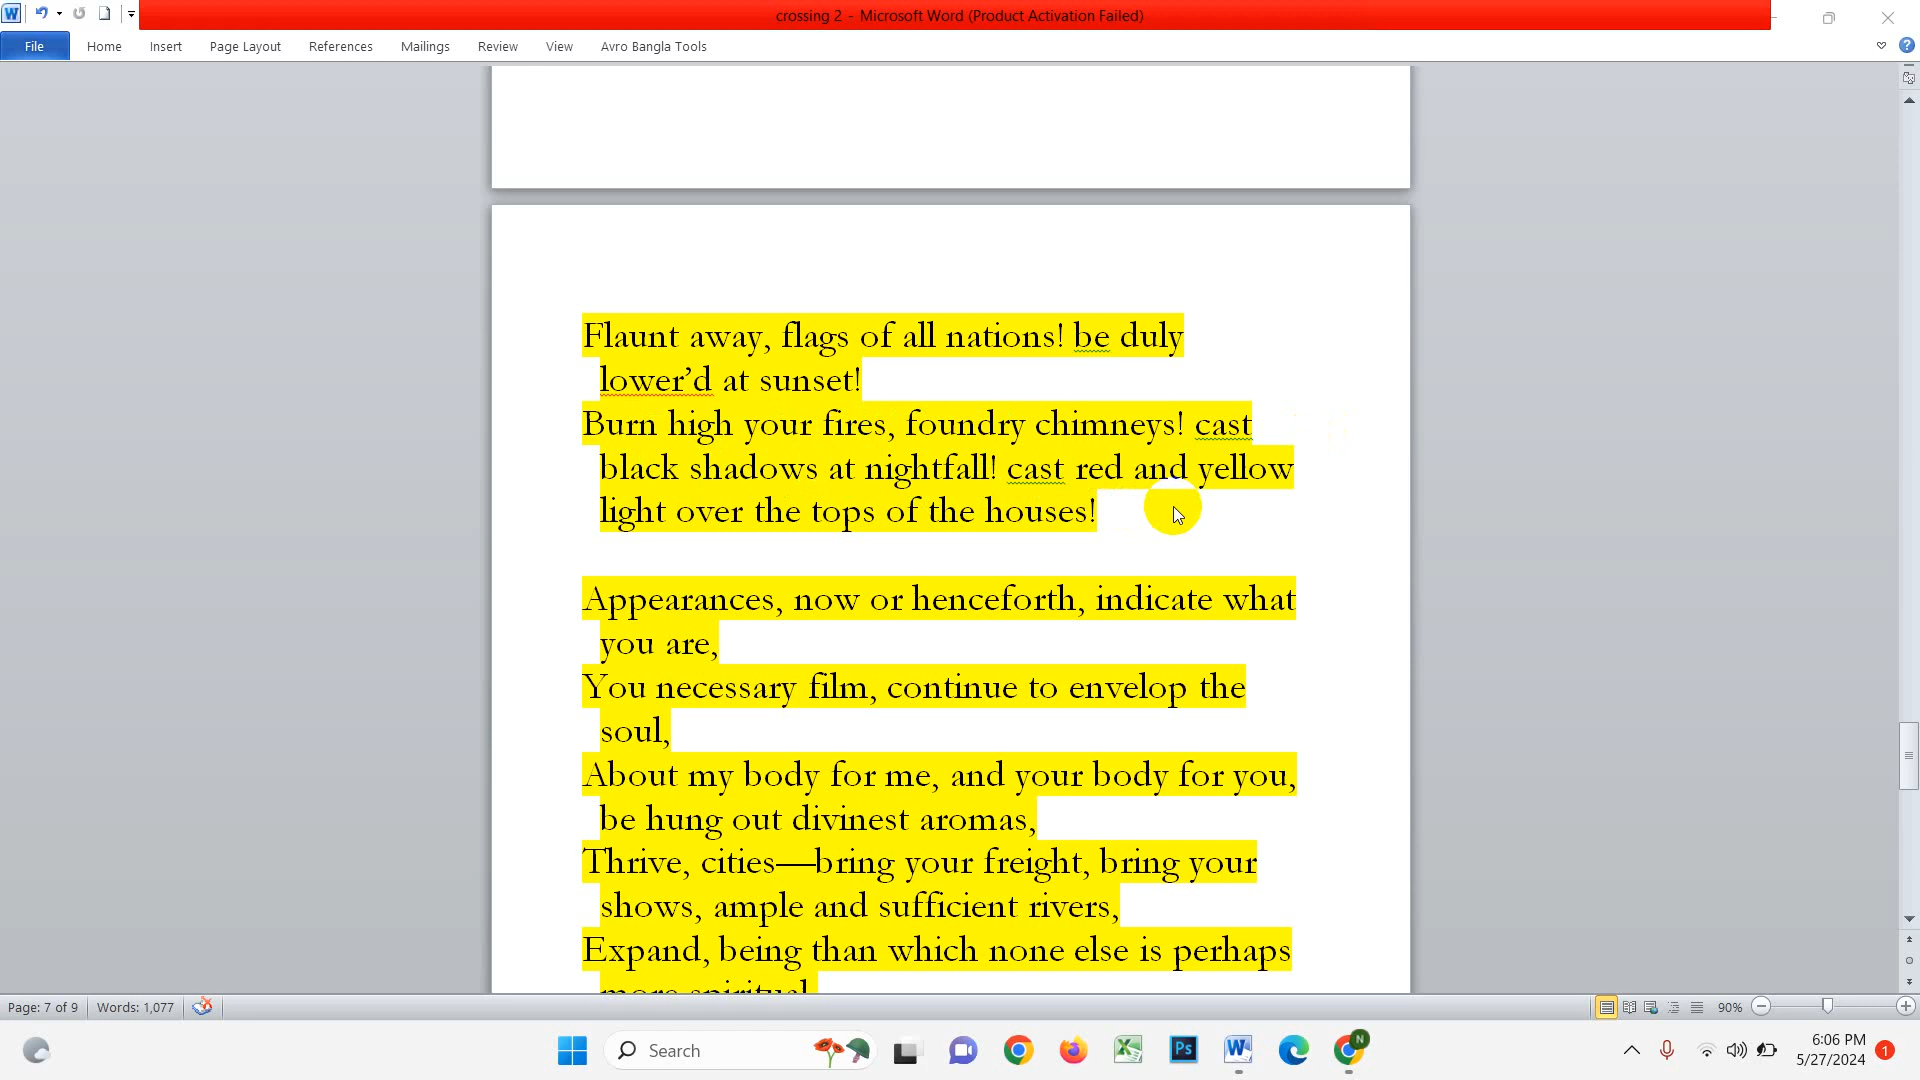 crossing 2 - Microsoft Word (Product Activation Failed)
File Home Insert Page Layout References Mailings Review View Avro Bangla Tools
Flaunt away, flags of all nations! be duly
lower’d at sunset!
Burn high your fires, foundry chimneys! cast
black shadows at nightfall! cast red and yellow
light over the tops of the houses!
Appearances, now or henceforth, indicate what
you are,
You necessary film, continue to envelop the
soul,
About my body for me, and your body for you,
be hung out divinest aromas,
Thrive, cities—bring your freight, bring your
shows, ample and sufficient rivers,
Expand, being than which none else is perhaps
more spiritual,
Page: 7 of 9 Words: 1,077 90%
Search
6:06 PM
5/27/2024
1